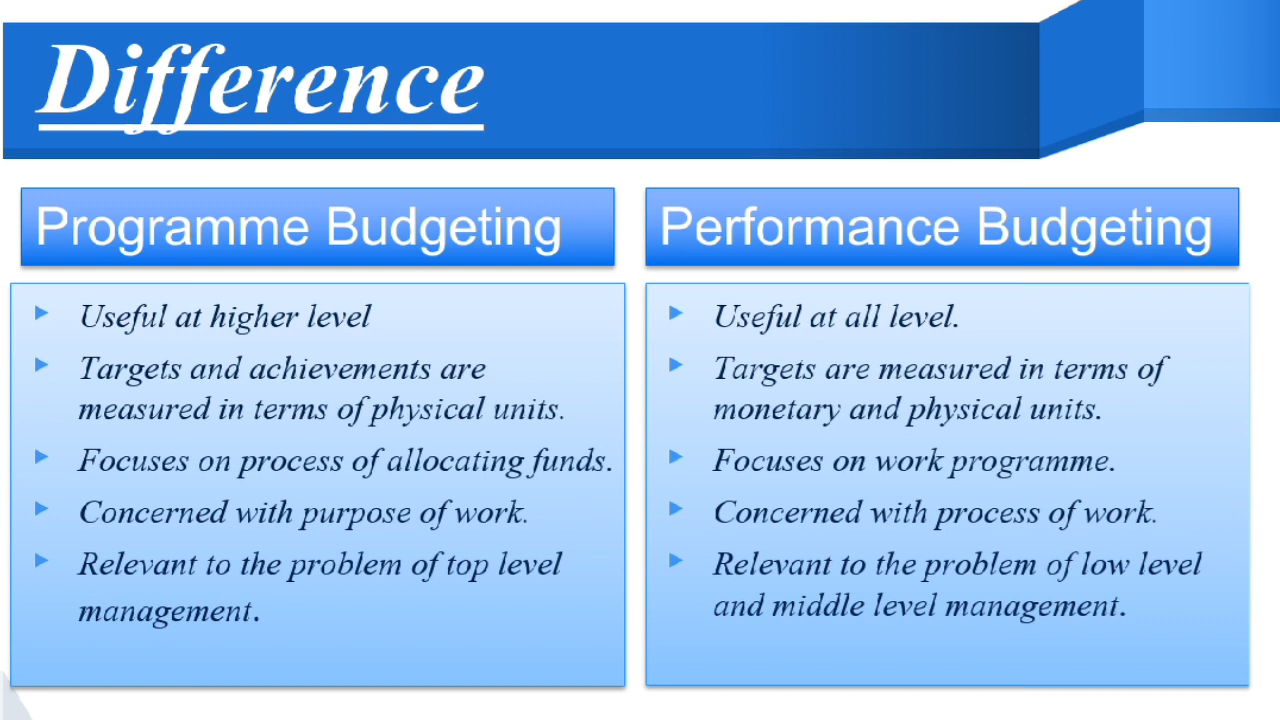 Difference
Programme Budgeting
Useful at higher level
Targets and achievements are
measured in terms of physical units.
Focuses on process of allocating funds.
Concerned with purpose of work.
Relevant to the problem of top level
management.
Performance Budgeting
Useful at all level.
Targets are measured in terms of
monetary and physical units.
Focuses on work programme.
Concerned with process of work.
Relevant to the problem of low level
and middle level management.